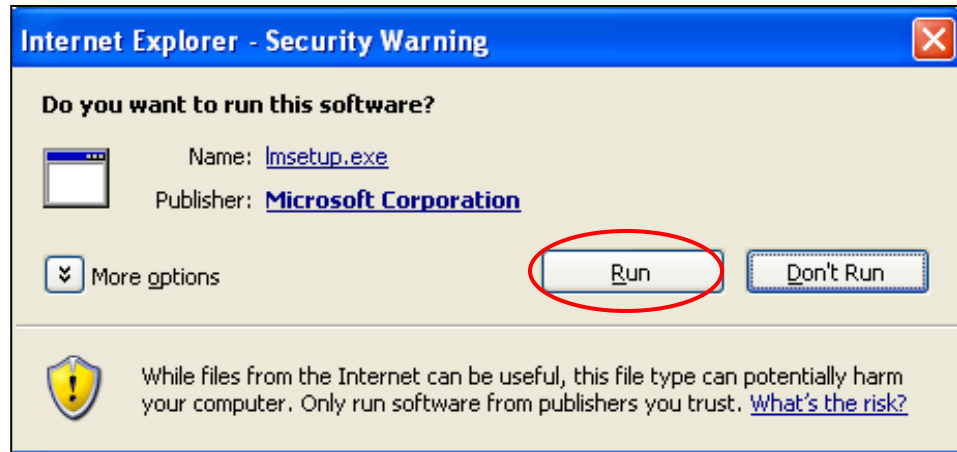 Internet Explorer - Security Warning
Do you want to run this software?
Name: lmsetup.exe
Publisher: Microsoft Corporation
More options
Run
Don't Run
While files from the Internet can be useful, this file type can potentially harm
your computer. Only run software from publishers you trust. What's the risk?